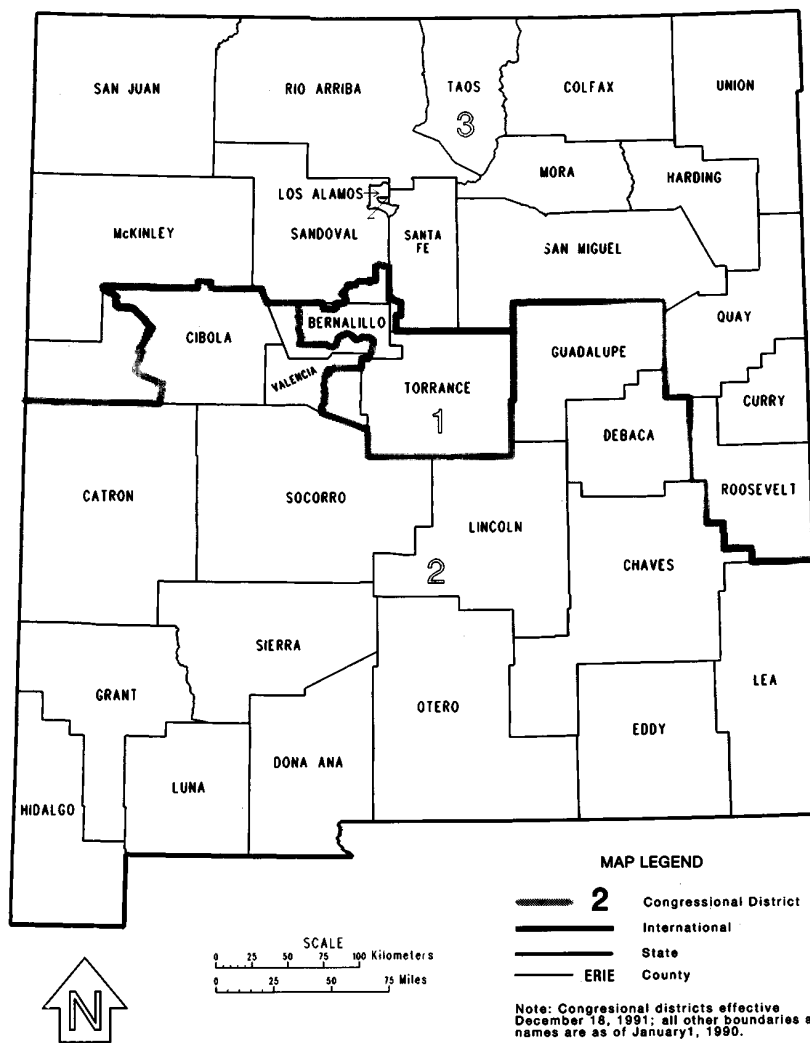 SAN JUAN
RIO ARRIBA
TAOS
COLFAX
UNION
3
MORA
HARDING
LOS ALAMOS
McKINLEY
SANDOVAL
SANTA
FE
SAN MIGUEL
QUAY
BERNALILLO
CIBOLA
GUADALUPE
VALENCIA
TORRANCE
CURRY
1
DEBACA
CATRON
SOCORRO
ROOSEVELT
LINCOLN
2
CHAVES
SIERRA
GRANT
LEA
OTERO
EDDY
DONA ANA
LUNA
HIDALGO
MAP LEGEND
2 Congressional District
International
State
ERIE County
SCALE
0 25 50 75 100 Kilometers
0 25 50 75 Miles
N
Note: Congresional districts effective
December 18, 1991; all other boundaries a
names are as of January1, 1990.